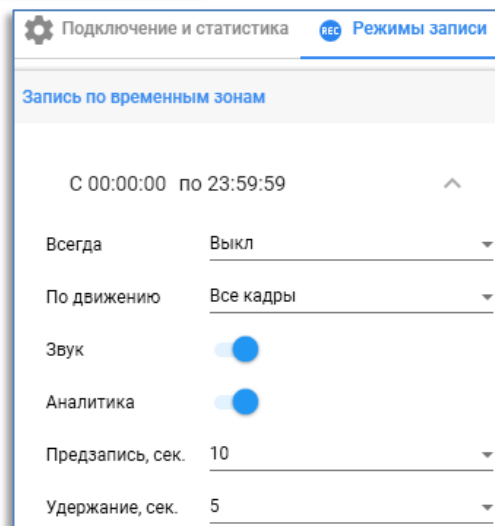 Подключение и статистика REC Режимы записи
Запись по временным зонам
С 00:00:00 по 23:59:59
Всегда Выкл
По движению Все кадры
Звук
Аналитика
Предзапись, сек. 10
Удержание, сек. 5